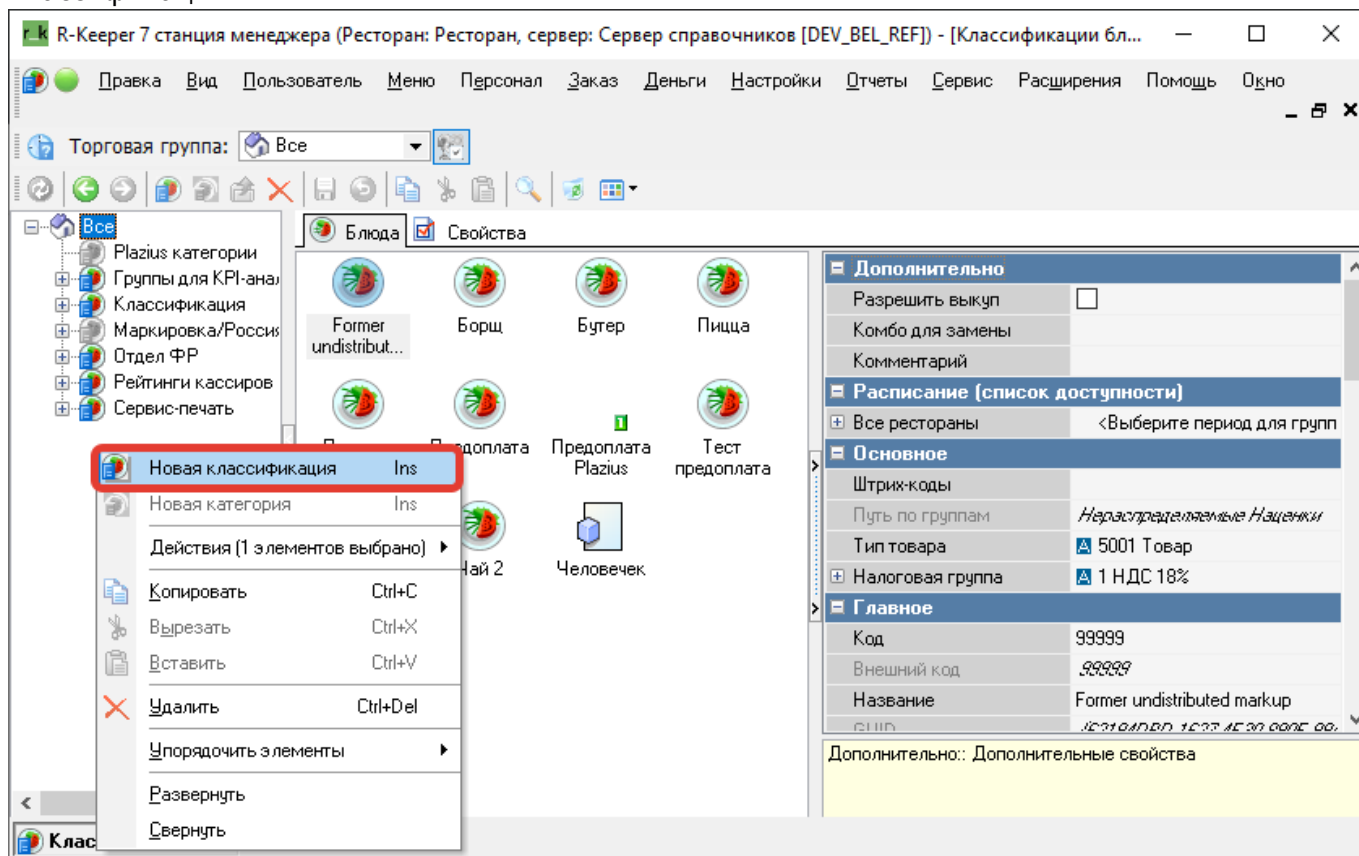 r_k R-Keeper 7 станция менеджера (Ресторан: Ресторан, сервер: Сервер справочников [DEV_BEL_REF]) - [Классификации бл...
Правка Вид Пользователь Меню Персонал Заказ Деньги Настройки Отчеты Сервис Расширения Помощь Окно
Торговая группа: Все
Все
Plazius категории
Группы для KPI-анал
Классификация
Маркировка/Россия
Отдел ФР
Рейтинги кассиров
Сервис-печать
Блюда Свойства
Former undistribut...
Борщ
Бутер
Пицца
Предоплата Plazius
Тест предоплата
Чай 2
Человечек
Новая классификация Ins
Новая категория Ins
Действия (1 элементов выбрано)
Копировать Ctrl+C
Вырезать Ctrl+X
Вставить Ctrl+V
Удалить Ctrl+Del
Упорядочить элементы
Развернуть
Свернуть
Дополнительно
Разрешить выкуп
Комбо для замены
Комментарий
Расписание (список доступности)
Все рестораны <Выберите период для групп
Основное
Штрих-коды
Путь по группам Нераспределяемые Наценки
Тип товара 5001 Товар
Налоговая группа 1 НДС 18%
Главное
Код 99999
Внешний код 99999
Название Former undistributed markup
GUID
Дополнительно:: Дополнительные свойства
Клас